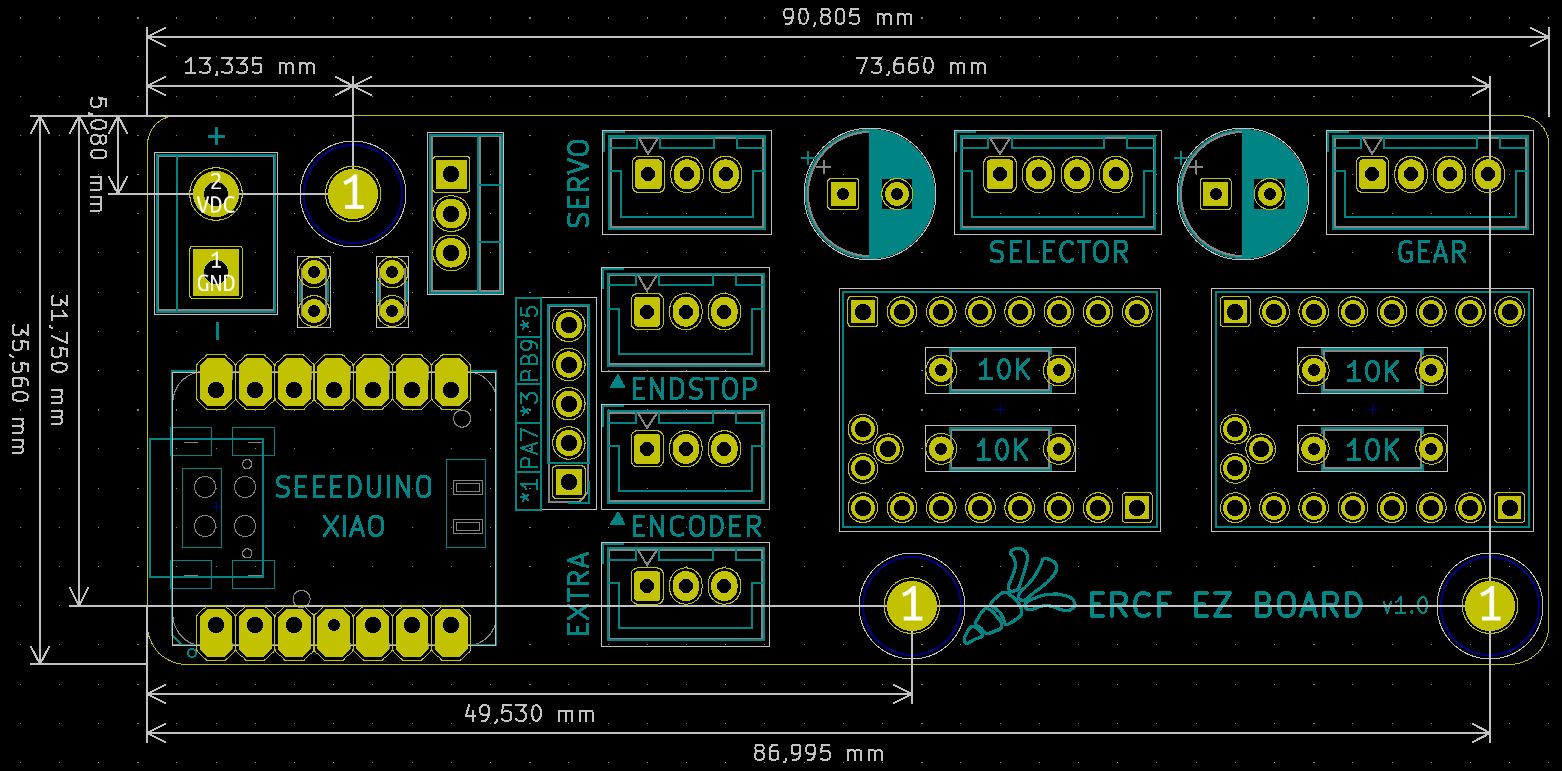 90,805 mm
13,335 mm
73,660 mm
5,080 mm
31,750 mm
35,560 mm
+
2
VDC
1
GND
-
1
SERVO
+
SELECTOR
+
GEAR
*1|PA7|*3|PB9|*5
ENDSTOP
10K
10K
10K
10K
SEEEDUINO
XIAO
ENCODER
EXTRA
1
ERCF EZ BOARD v1.0
1
49,530 mm
86,995 mm